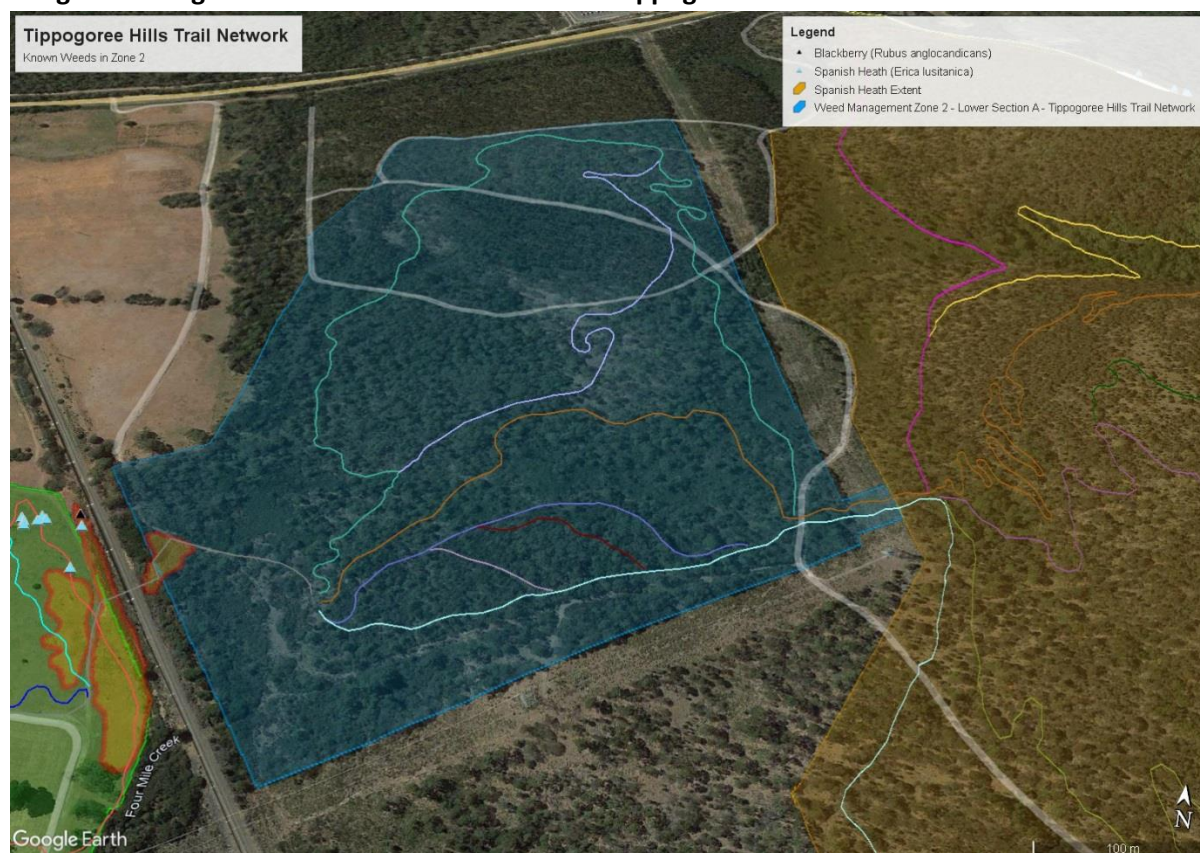 Tippogoree Hills Trail Network
Known Weeds in Zone 2
Legend
Blackberry (Rubus anglocandicans)
Spanish Heath (Erica lusitanica)
Spanish Heath Extent
Weed Management Zone 2 - Lower Section A - Tippogoree Hills Trail Network
Four Mile Creek
Google Earth
N
100 m